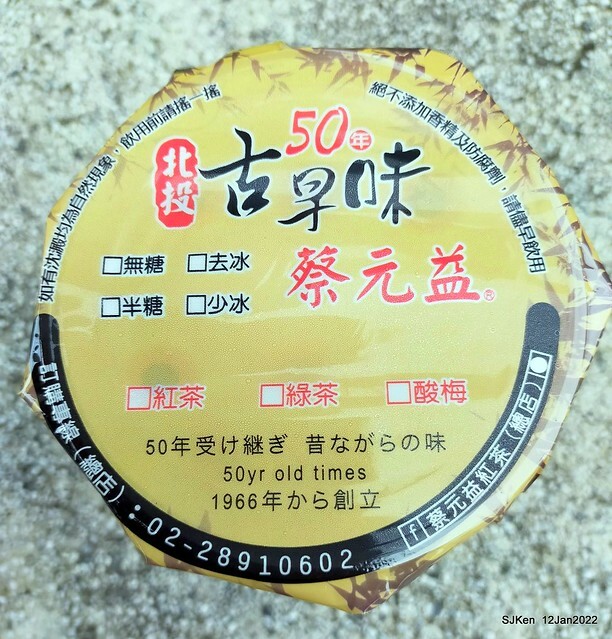 如有沈澱均為自然現象，飲用前請搖一搖
絕不添加香精及防腐劑，請儘早飲用
50年
北投
古早味
蔡元益®
□無糖 □去冰
□半糖 □少冰
□紅茶 □綠茶 □酸梅
50年受け継ぎ 昔ながらの味
50yr old times
1966年から創立
訂購專線（總店）：02-28910602
蔡元益紅茶（總店）
SJKen 12Jan2022